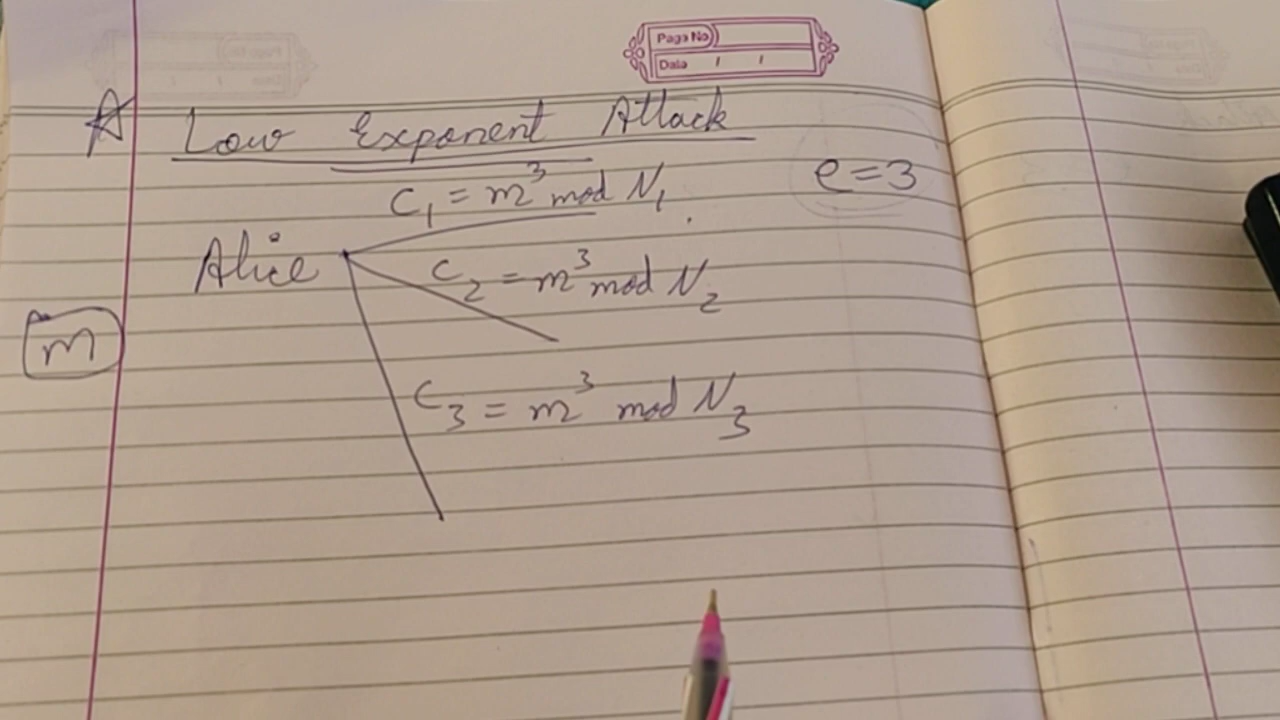 Page No
Date / /
A Low Exponent Attack
C₁ = m³ mod N₁ e=3
Alice
C₂ = m³ mod N₂
m
C₃ = m³ mod N₃